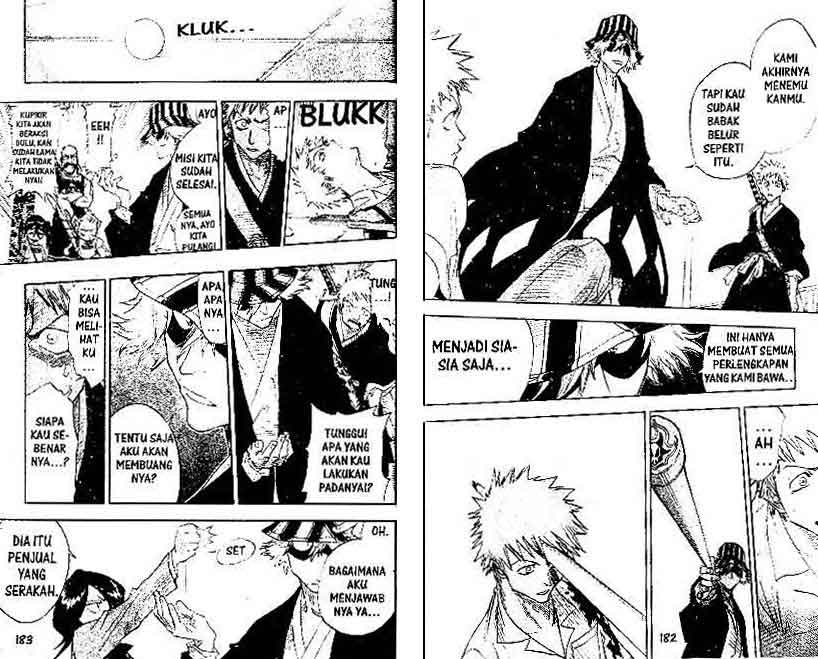 KAMI
AKHIRNYA
MENEMU
KANMU.
TAPI KAU
SUDAH
BABAK
BELUR
SEPERTI
ITU.
INI HANYA
MEMBUAT SEMUA
PERLENGKAPAN
YANG KAMI BAWA..
MENJADI SIA-
SIA SAJA...
...
AH
...
182
KLUK...
BLUKK
AP...
AYO
MISI KITA
SUDAH
SELESAI.
SEMUA
NYA, AYO
KITA
PULANG!
EEH
!!
KUPIKIR
KITA AKAN
BERAKSI
DULU, KAN
SUDAH LAMA
KITA TIDAK
MELAKUKAN
NYA!!
TUNG
...!
TUNGGU!
APA YANG
AKAN KAU
LAKUKAN
PADANYA!?
APA
APA
NYA
...
TENTU SAJA
AKU AKAN
MEMBUANG
NYA?
...
KAU
BISA
MELI-
HAT
KU
...
SIAPA
KAU SE-
BENAR
NYA...?
OH.
BAGAIMANA
AKU
MENJAWAB
NYA YA...
SET
DIA ITU
PENJUAL
YANG
SERAKAH.
183